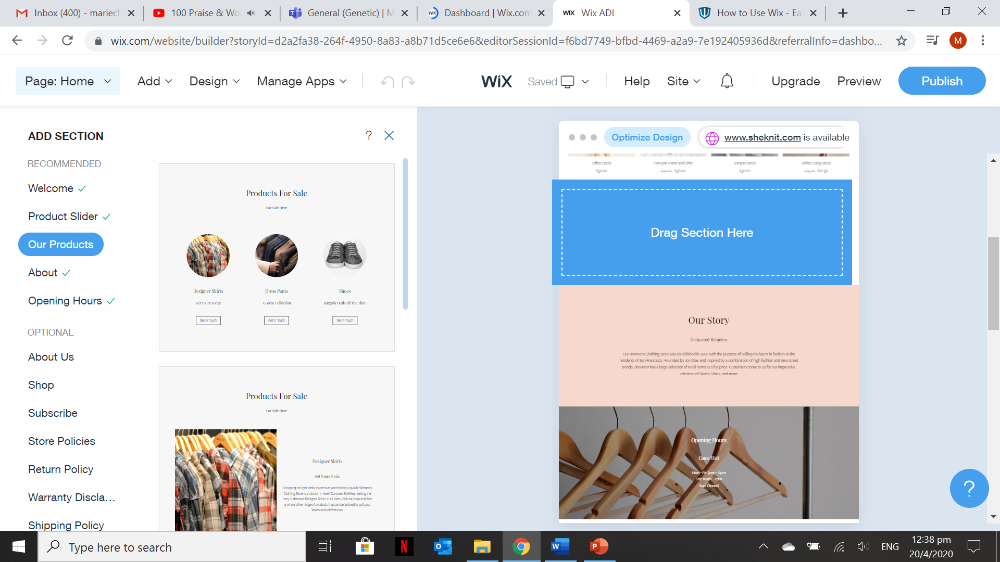 Inbox (400) - mariech
100 Praise & Wo
General (Genetic) | M
WIX Dashboard | Wix.com
WIX Wix ADI
How to Use Wix - Ea
wix.com/website/builder?storyId=d2a2fa38-264f-4950-8a83-a8b71d5ce6e6&editorSessionId=f6bd7749-bfbd-4469-a2a9-7e192405936d&referralInfo=dashbo...
M
Page: Home
Add
Design
Manage Apps
WiX
Saved
Help
Site
Upgrade
Preview
Publish
ADD SECTION
?
RECOMMENDED
Welcome
Product Slider
Our Products
About
Opening Hours
OPTIONAL
About Us
Shop
Subscribe
Store Policies
Return Policy
Warranty Discla...
Shipping Policy
Products For Sale
For Sale Here
Designer Shirts
Dress Pants
Shoes
Get Yours Today
A Great Collection
Bargain Deals All The Time
Get in Touch
Get in Touch
Get in Touch
Products For Sale
For Sale Here
Designer Shirts
Get Yours Today
Shopping can get pretty expensive, and finding a quality Women's
Clothing Store is a mission in itself. Consider SheWear, selling the
very in demand Designer Shirts, in all sizes. Visit our shop and find
a whole other range of products that can be tailored to suit your
tastes and preferences.
Optimize Design
www.sheknit.com is available
Office Dress
Two pair Pants and Shirt
Jumper Dress
White Long Dress
$50.00
$40.00 $38.00
$30.00
$25.00 $22.50
Drag Section Here
Our Story
Dedicated Retailers
Our Women's Clothing Store was established in 2000 with the purpose of selling the latest in fashion to the
residents of San Francisco . Founded by Jon Doe, and inspired by a combination of high fashion and new street
trends, SheWear has a large selection of retail items at a fair price. Customers come to us for our impressive
selection of Shoes, Shirts, and more.
Opening Hours
Come Visit
Mon - Fri: 9am - 6pm
Sat: 10am - 2pm
Sun: Closed
?
Type here to search
N
O
W
P
ENG
12:38 pm
20/4/2020